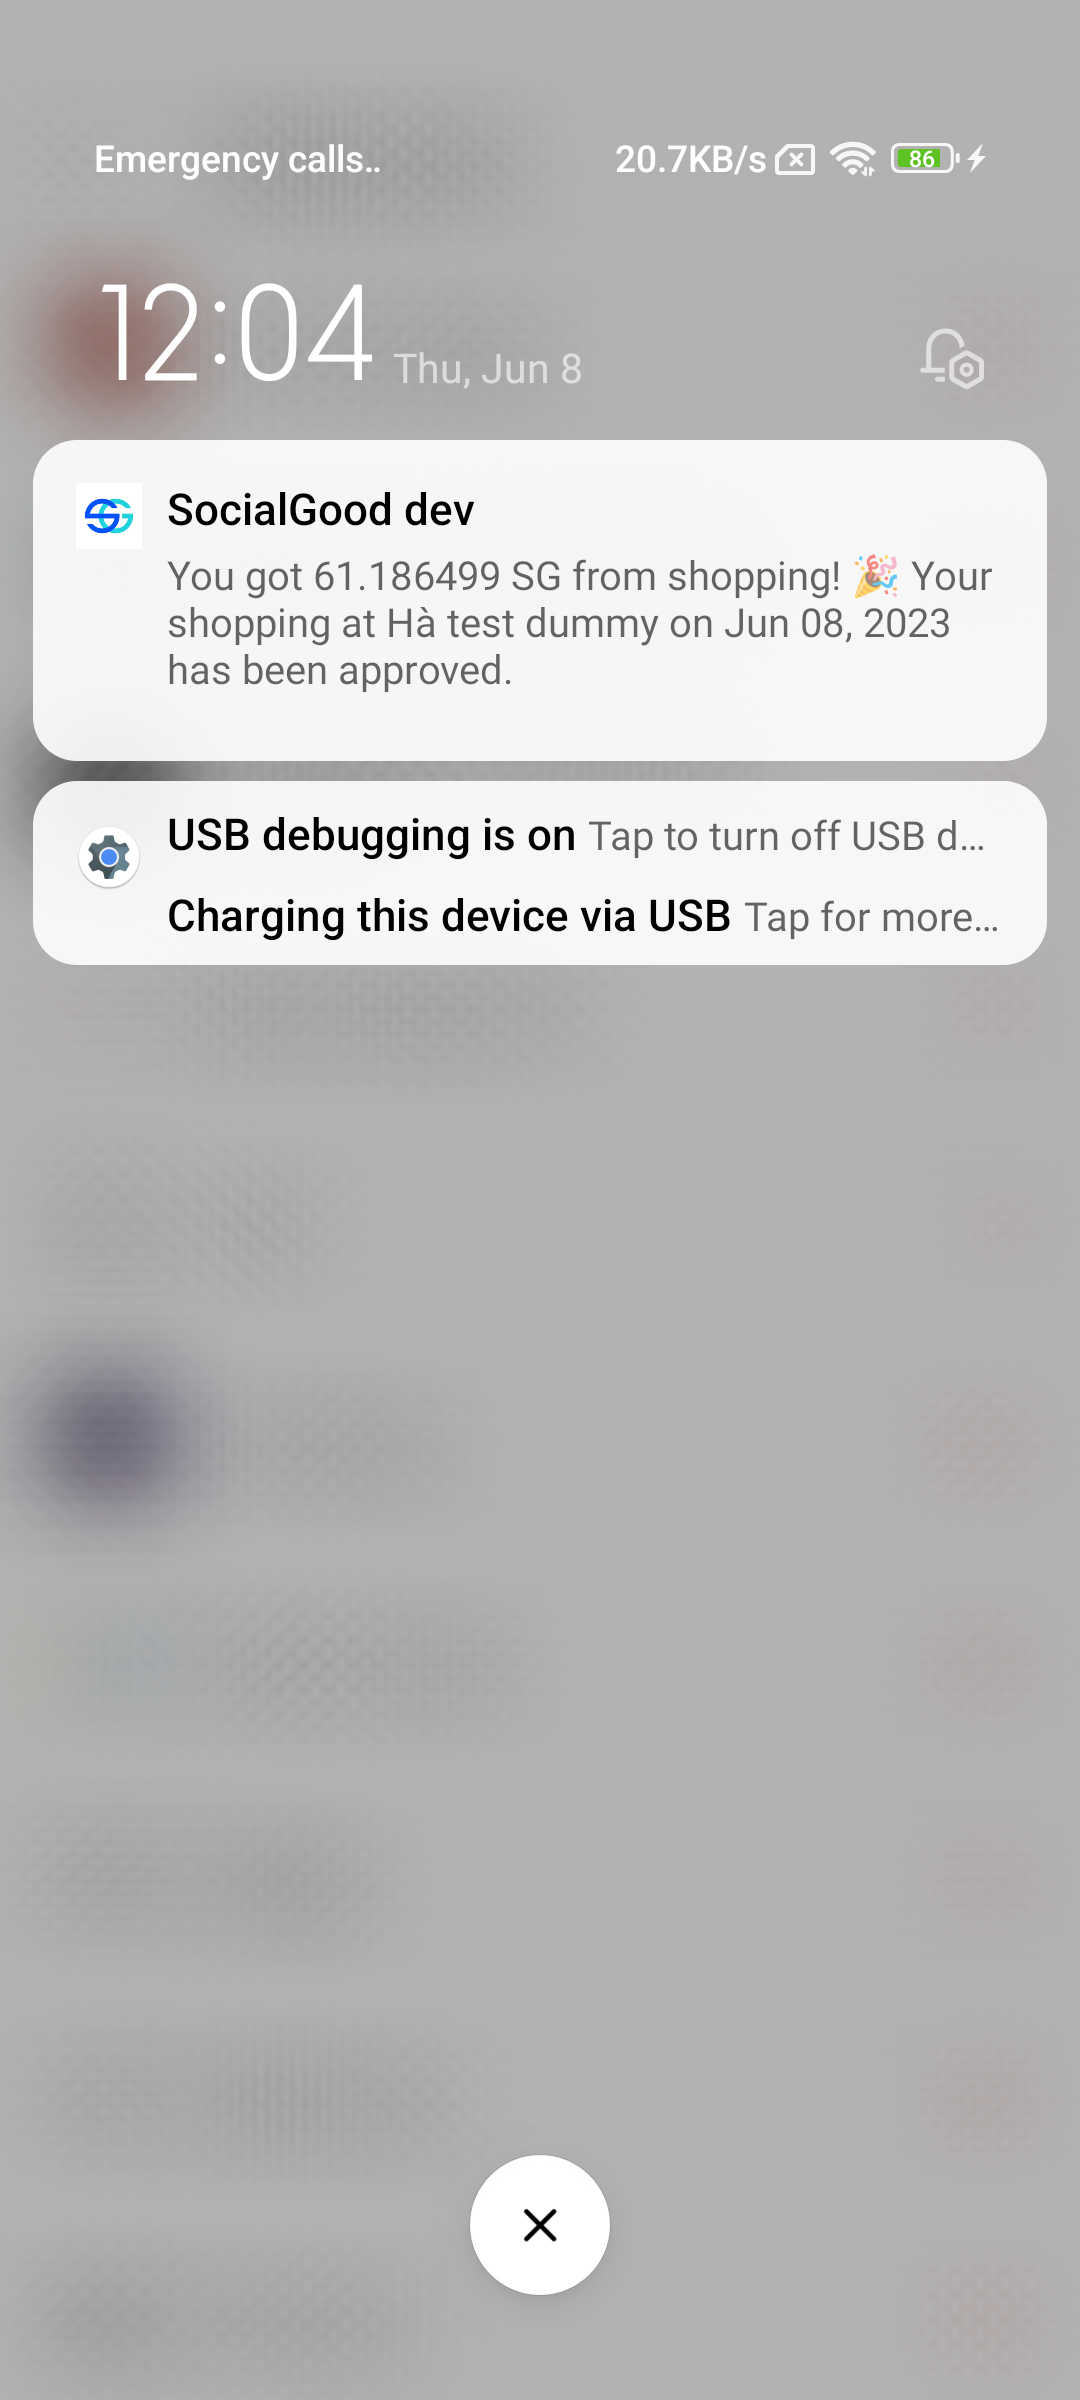 Emergency calls..
20.7KB/s
86
12:04 Thu, Jun 8
SocialGood dev
You got 61.186499 SG from shopping! 🎉 Your
shopping at Hà test dummy on Jun 08, 2023
has been approved.
USB debugging is on Tap to turn off USB d...
Charging this device via USB Tap for more...